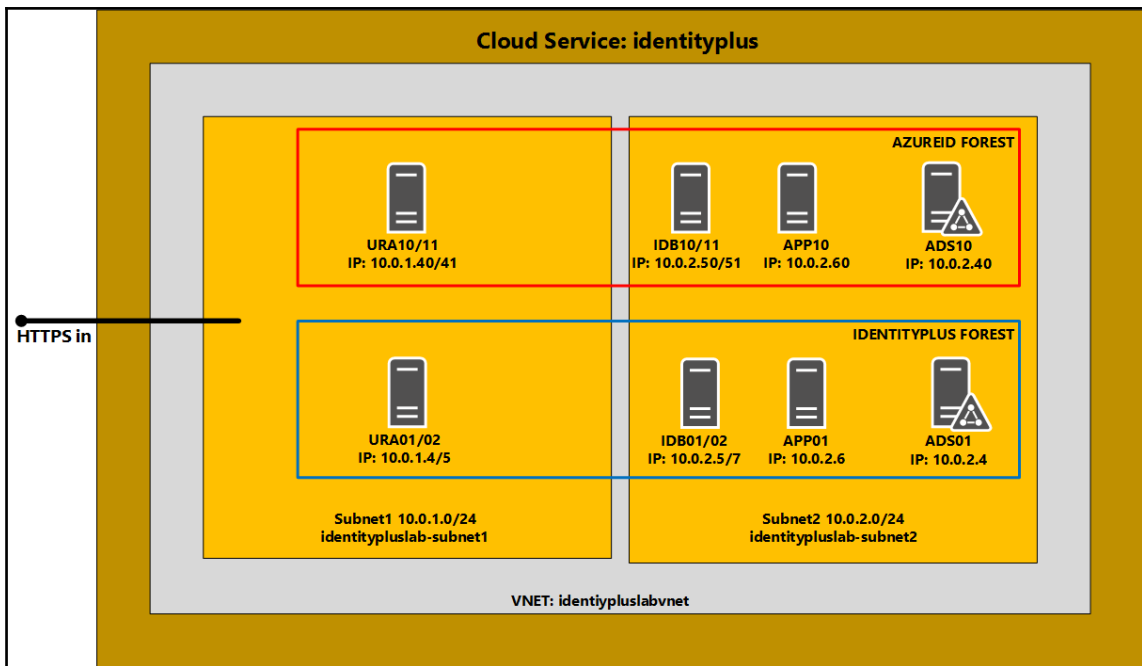 Cloud Service: identityplus
AZUREID FOREST
URA10/11
IP: 10.0.1.40/41
IDB10/11
IP: 10.0.2.50/51
APP10
IP: 10.0.2.60
ADS10
IP: 10.0.2.40
HTTPS in
IDENTITYPLUS FOREST
URA01/02
IP: 10.0.1.4/5
IDB01/02
IP: 10.0.2.5/7
APP01
IP: 10.0.2.6
ADS01
IP: 10.0.2.4
Subnet1 10.0.1.0/24
identitypluslab-subnet1
Subnet2 10.0.2.0/24
identitypluslab-subnet2
VNET: identiypluslabvnet